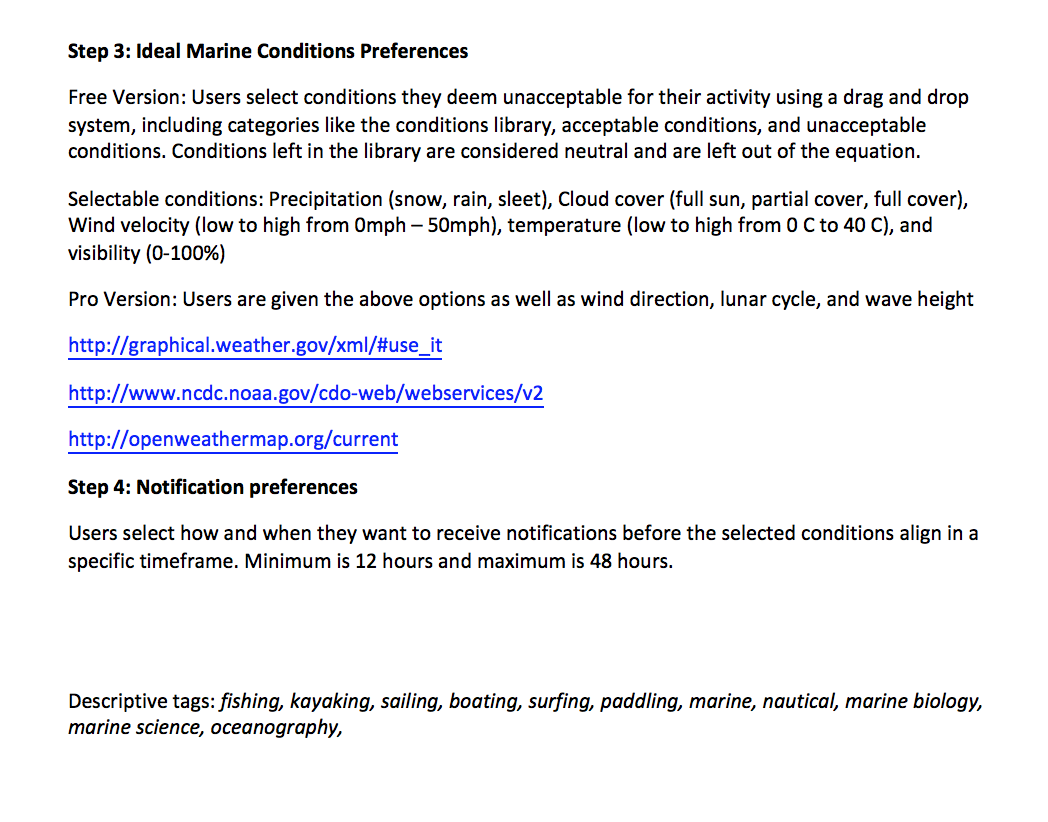 Step 3: Ideal Marine Conditions Preferences
Free Version: Users select conditions they deem unacceptable for their activity using a drag and drop
system, including categories like the conditions library, acceptable conditions, and unacceptable
conditions. Conditions left in the library are considered neutral and are left out of the equation.
Selectable conditions: Precipitation (snow, rain, sleet), Cloud cover (full sun, partial cover, full cover),
Wind velocity (low to high from 0mph – 50mph), temperature (low to high from 0 C to 40 C), and
visibility (0-100%)
Pro Version: Users are given the above options as well as wind direction, lunar cycle, and wave height
http://graphical.weather.gov/xml/#use_it
http://www.ncdc.noaa.gov/cdo-web/webservices/v2
http://openweathermap.org/current
Step 4: Notification preferences
Users select how and when they want to receive notifications before the selected conditions align in a
specific timeframe. Minimum is 12 hours and maximum is 48 hours.
Descriptive tags: fishing, kayaking, sailing, boating, surfing, paddling, marine, nautical, marine biology,
marine science, oceanography,